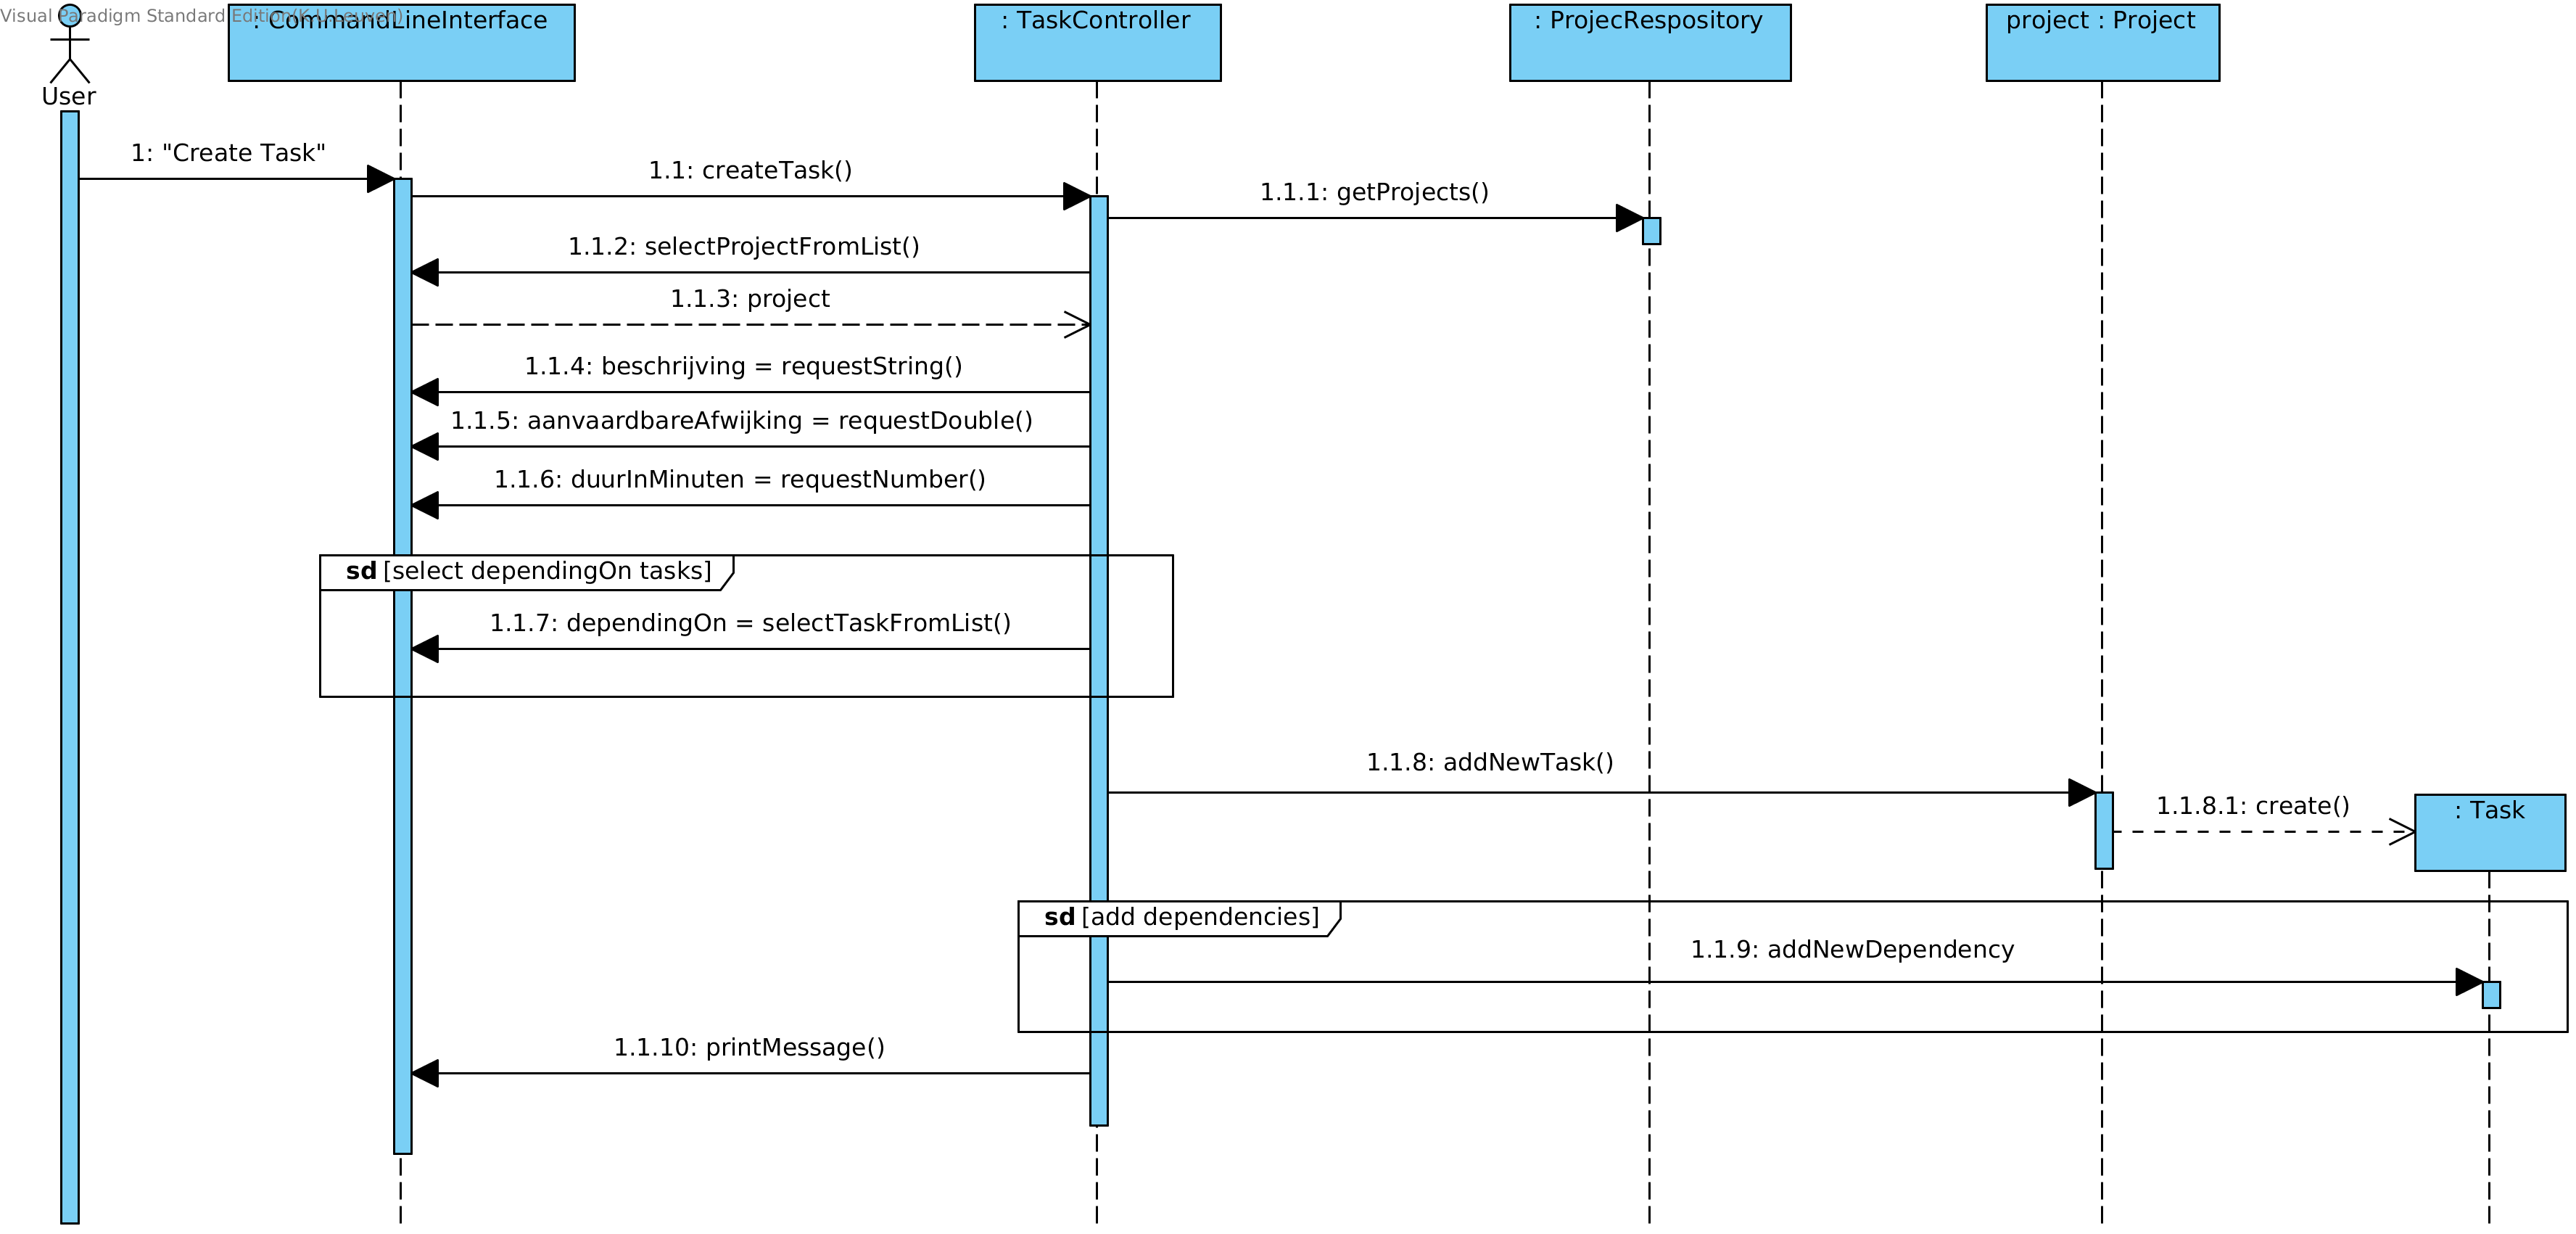 Visual Paradigm Standard Edition(K.U.Leuven)
: CommandLineInterface
: TaskController
: ProjecRespository
project : Project
User
1: "Create Task"
1.1: createTask()
1.1.1: getProjects()
1.1.2: selectProjectFromList()
1.1.3: project
1.1.4: beschrijving = requestString()
1.1.5: aanvaardbareAfwijking = requestDouble()
1.1.6: duurInMinuten = requestNumber()
sd [select dependingOn tasks]
1.1.7: dependingOn = selectTaskFromList()
1.1.8: addNewTask()
1.1.8.1: create()
: Task
sd [add dependencies]
1.1.9: addNewDependency
1.1.10: printMessage()